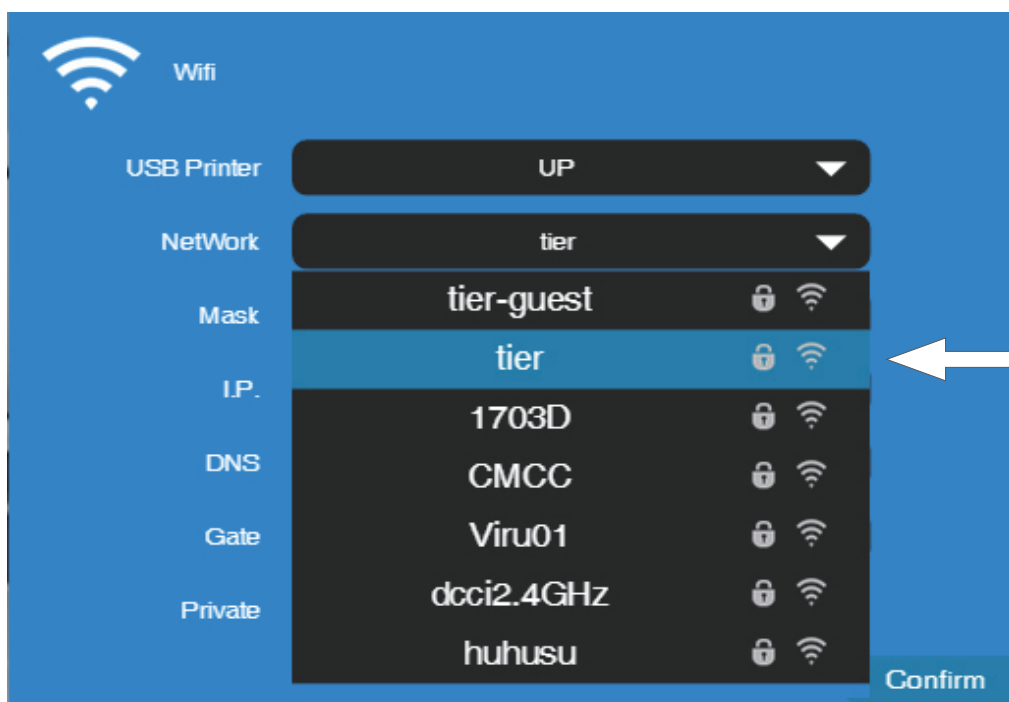 Wifi
USB Printer UP
NetWork tier
tier-guest
Mask
tier
I.P.
1703D
DNS
CMCC
Gate
Viru01
Private
dcci2.4GHz
huhusu
Confirm